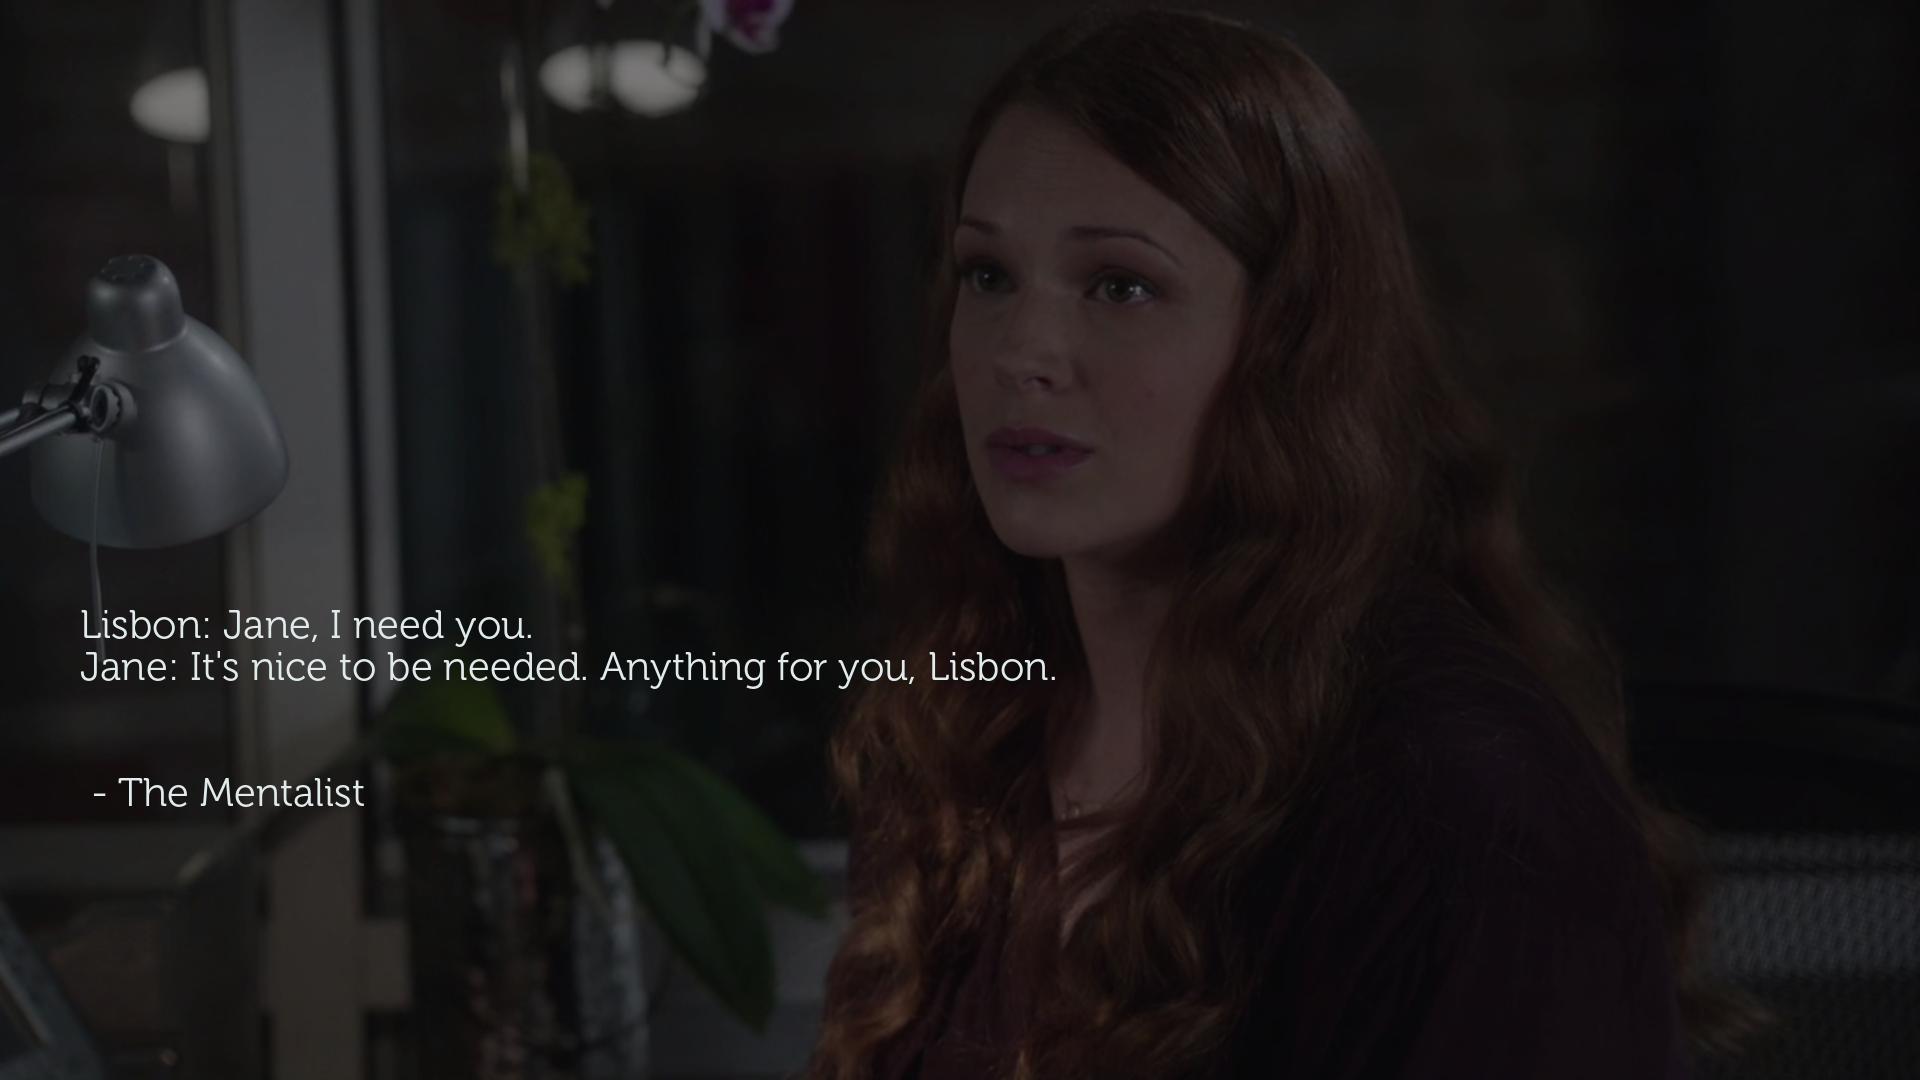 Lisbon: Jane, I need you.
Jane: It's nice to be needed. Anything for you, Lisbon.
- The Mentalist